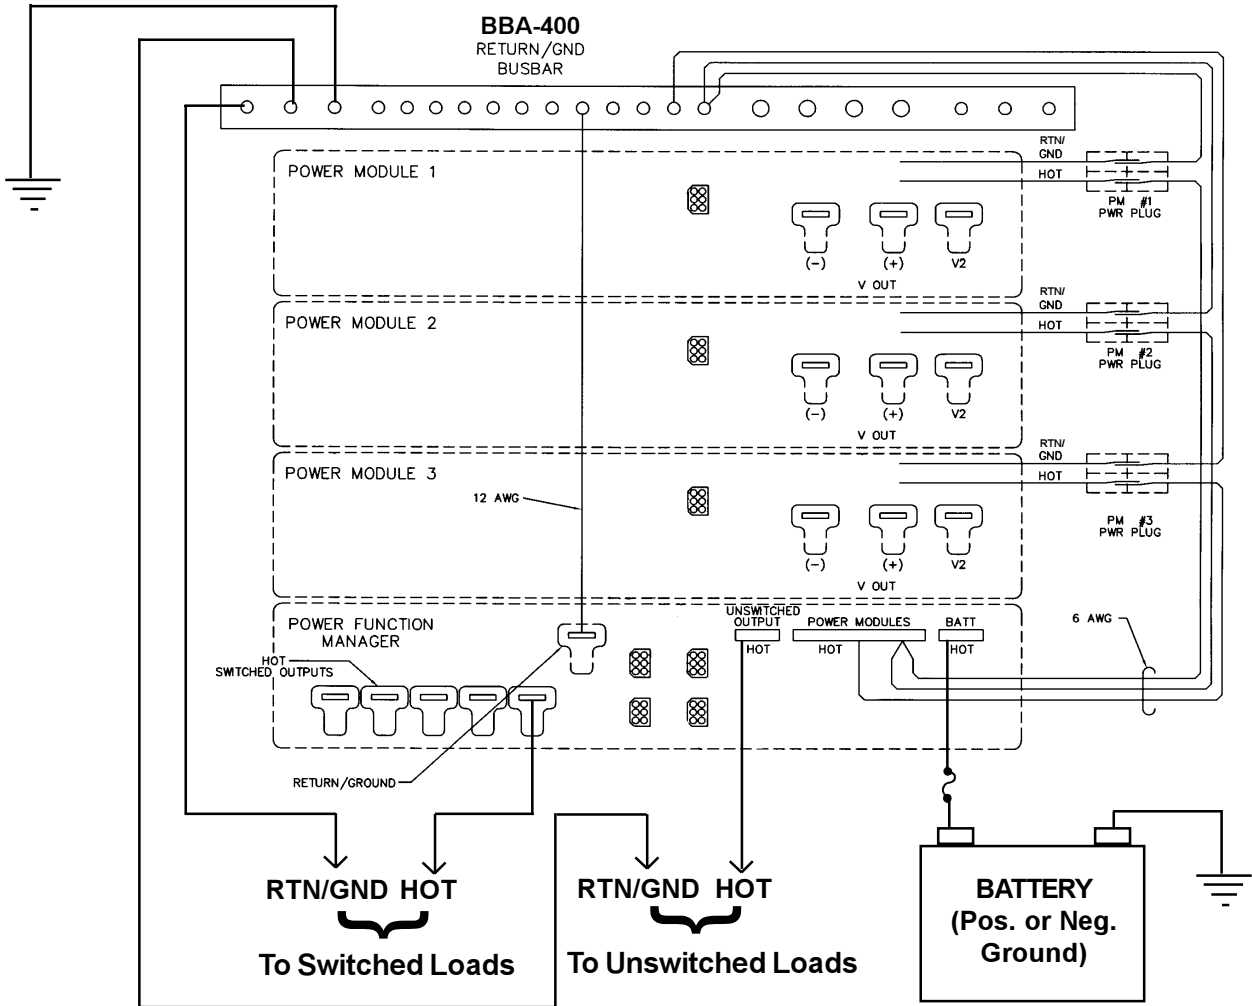 BBA-400
RETURN/GND
BUSBAR
POWER MODULE 1
RTN/
GND
HOT
PM #1
PWR PLUG
(-) (+) V2
V OUT
POWER MODULE 2
RTN/
GND
HOT
PM #2
PWR PLUG
(-) (+) V2
V OUT
POWER MODULE 3
RTN/
GND
HOT
12 AWG
PM #3
PWR PLUG
(-) (+) V2
V OUT
POWER FUNCTION
MANAGER
UNSWITCHED
OUTPUT
HOT
POWER MODULES
HOT
BATT
HOT
6 AWG
HOT
SWITCHED OUTPUTS
RETURN/GROUND
RTN/GND HOT
To Switched Loads
RTN/GND HOT
To Unswitched Loads
BATTERY
(Pos. or Neg.
Ground)